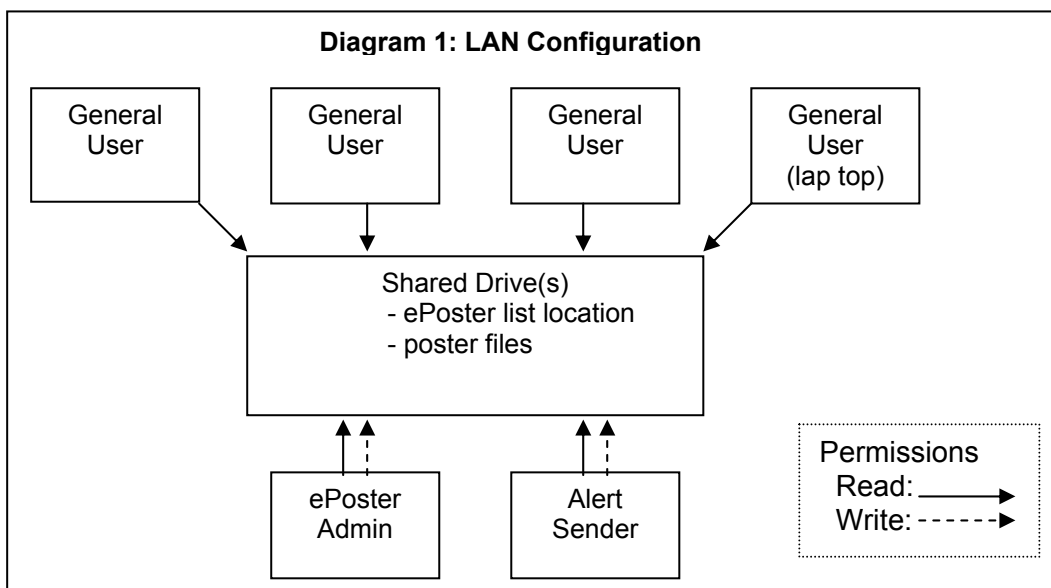 Diagram 1: LAN Configuration
General
User
General
User
General
User
General
User
(lap top)
Shared Drive(s)
- ePoster list location
- poster files
ePoster
Admin
Alert
Sender
Permissions
Read:
Write: